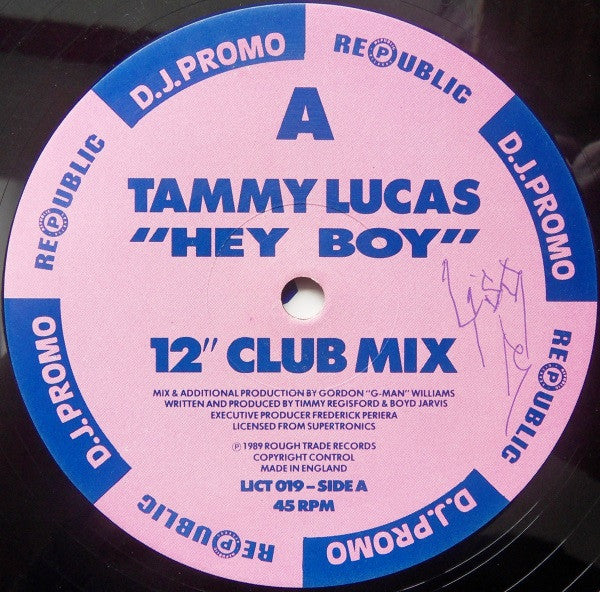 D.J.PROMO
REPUBLIC
D.J.PROMO
REPUBLIC
D.J.PROMO
REPUBLIC
D.J.PROMO
REPUBLIC
A
TAMMY LUCAS
"HEY BOY"
12" CLUB MIX
MIX & ADDITIONAL PRODUCTION BY GORDON "G-MAN" WILLIAMS
WRITTEN AND PRODUCED BY TIMMY REGISFORD & BOYD JARVIS
EXECUTIVE PRODUCER FREDERICK PERIERA
LICENSED FROM SUPERTRONICS
℗ 1989 ROUGH TRADE RECORDS
COPYRIGHT CONTROL
MADE IN ENGLAND
LICT 019 – SIDE A
45 RPM